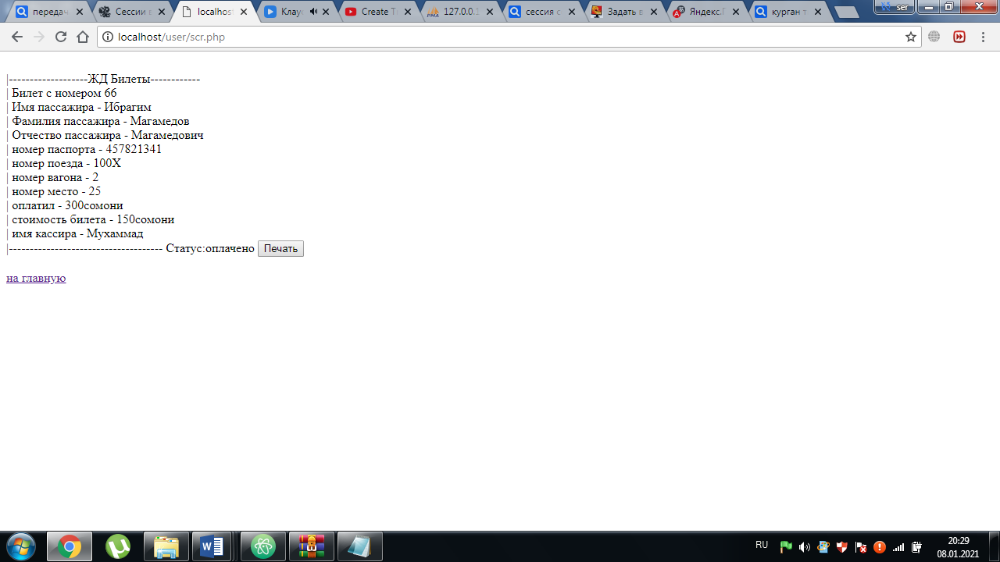 передач
Сессии в
localhost
Клаус
Create Tr
127.0.0.1
сессия с
Задать в
Яндекс.П
курган т
ser
localhost/user/scr.php
|-------------------ЖД Билеты------------
| Билет с номером 66
| Имя пассажира - Ибрагим
| Фамилия пассажира - Магамедов
| Отчество пассажира - Магамедович
| номер паспорта - 457821341
| номер поезда - 100Х
| номер вагона - 2
| номер место - 25
| оплатил - 300сомони
| стоимость билета - 150сомони
| имя кассира - Мухаммад
|------------------------------------- Статус:оплачено Печать
на главную
RU
20:29
08.01.2021